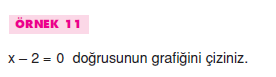 ÖRNEK 11
x – 2 = 0 doğrusunun grafiğini çiziniz.